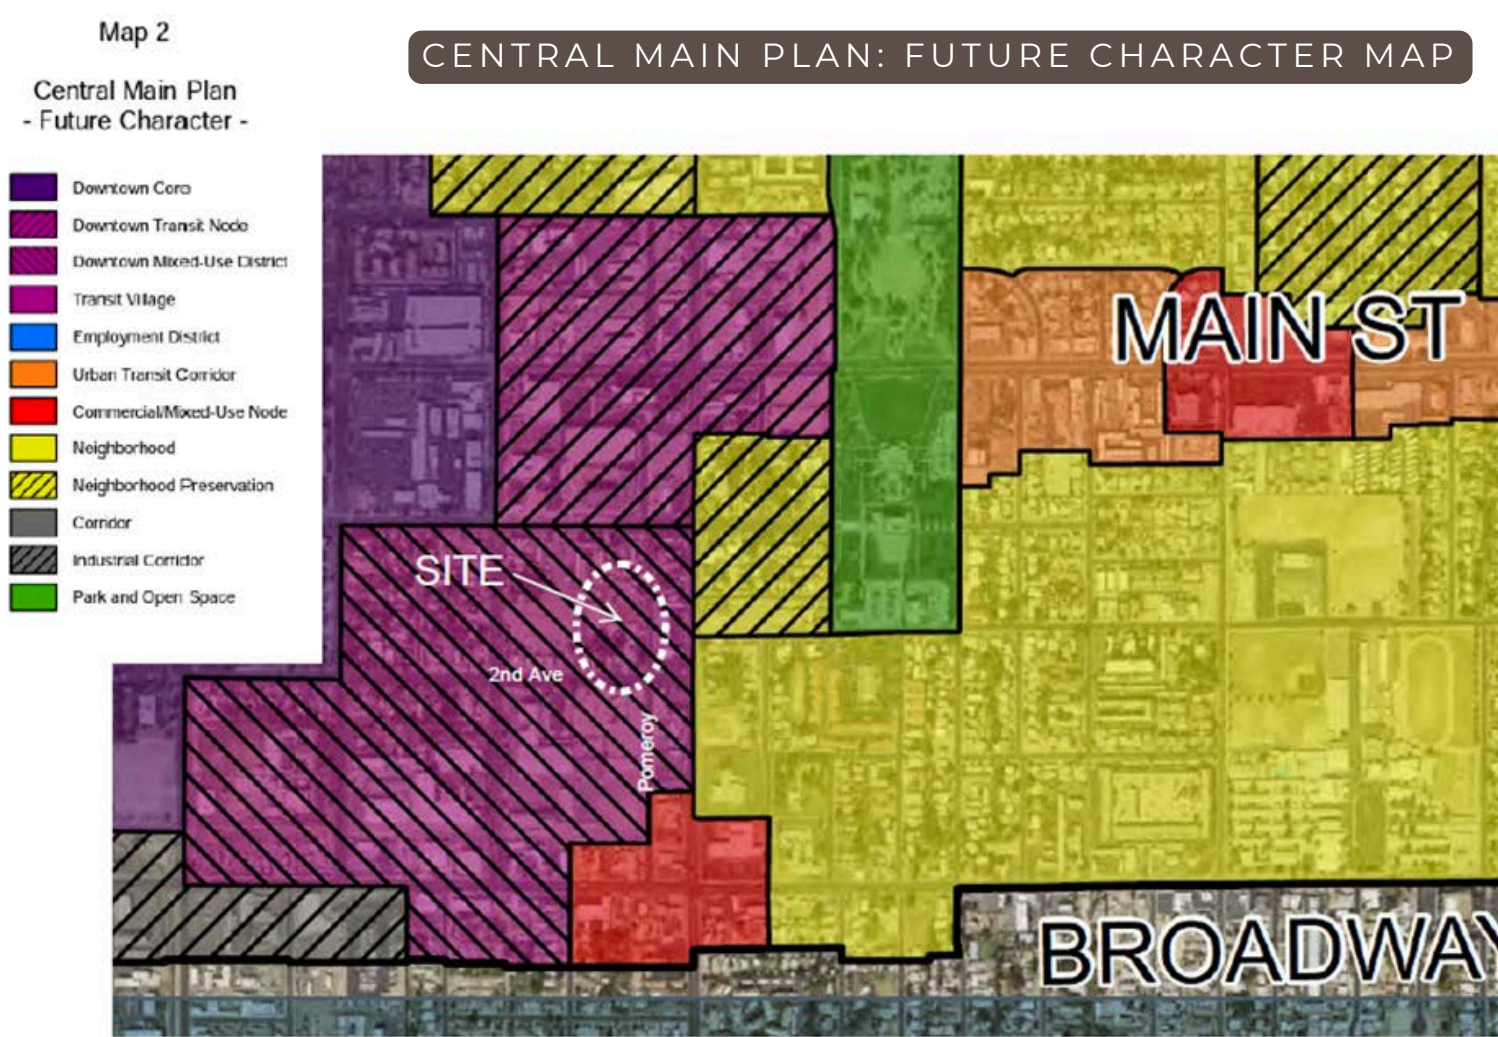 Map 2
Central Main Plan
- Future Character -
CENTRAL MAIN PLAN: FUTURE CHARACTER MAP
Downtown Core
Downtown Transit Node
Downtown Mixed-Use District
Transit Village
Employment District
Urban Transit Corridor
Commercial/Mixed-Use Node
Neighborhood
Neighborhood Preservation
Corridor
Industrial Corridor
Park and Open Space
MAIN ST
SITE
2nd Ave
Pomeroy
BROADWAY